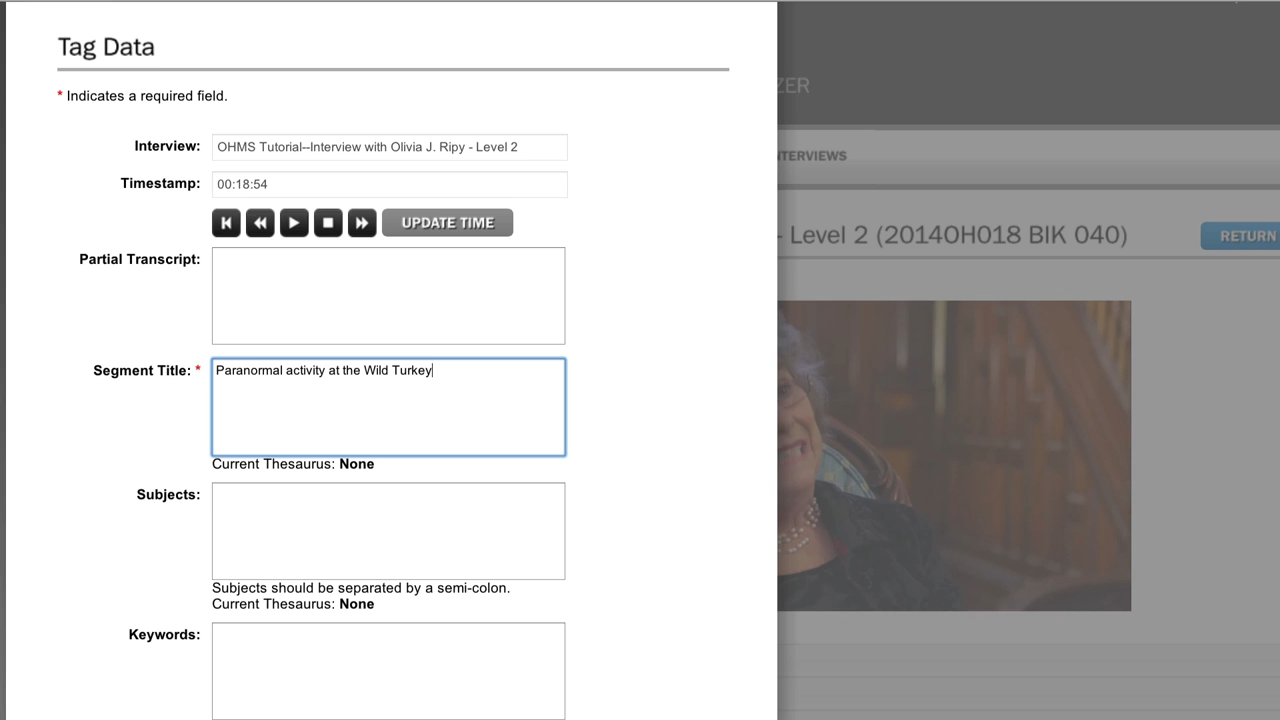 Tag Data
* Indicates a required field.
Interview: OHMS Tutorial--Interview with Olivia J. Ripy - Level 2
Timestamp: 00:18:54
UPDATE TIME
Partial Transcript:
Segment Title: * Paranormal activity at the Wild Turkey
Current Thesaurus: None
Subjects:
Subjects should be separated by a semi-colon.
Current Thesaurus: None
Keywords:
ZER
TERVIEWS
- Level 2 (2014OH018 BIK 040)
RETURN